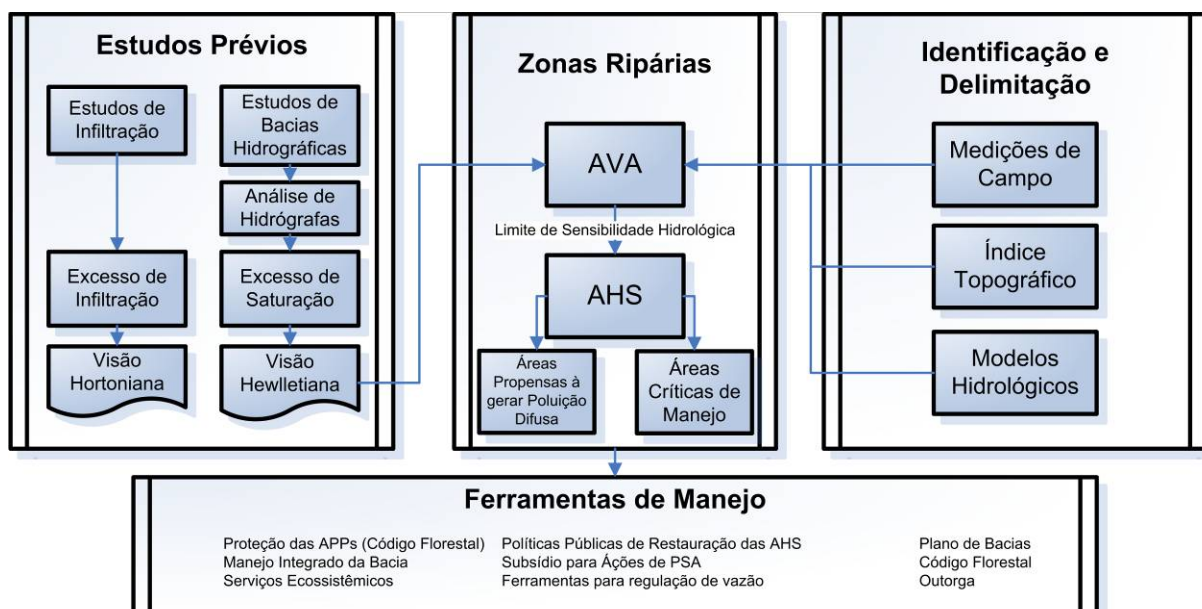 Estudos Prévios
Estudos de
Infiltração
Estudos de
Bacias
Hidrográficas
Análise de
Hidrógrafas
Excesso de
Infiltração
Excesso de
Saturação
Visão
Hortoniana
Visão
Hewlletiana
Zonas Ripárias
AVA
Limite de Sensibilidade Hidrológica
AHS
Áreas
Propensas à
gerar Poluição
Difusa
Áreas
Críticas de
Manejo
Identificação e
Delimitação
Medições de
Campo
Índice
Topográfico
Modelos
Hidrológicos
Ferramentas de Manejo
Proteção das APPs (Código Florestal)
Manejo Integrado da Bacia
Serviços Ecossistêmicos
Políticas Públicas de Restauração das AHS
Subsídio para Áções de PSA
Ferramentas para regulação de vazão
Plano de Bacias
Código Florestal
Outorga